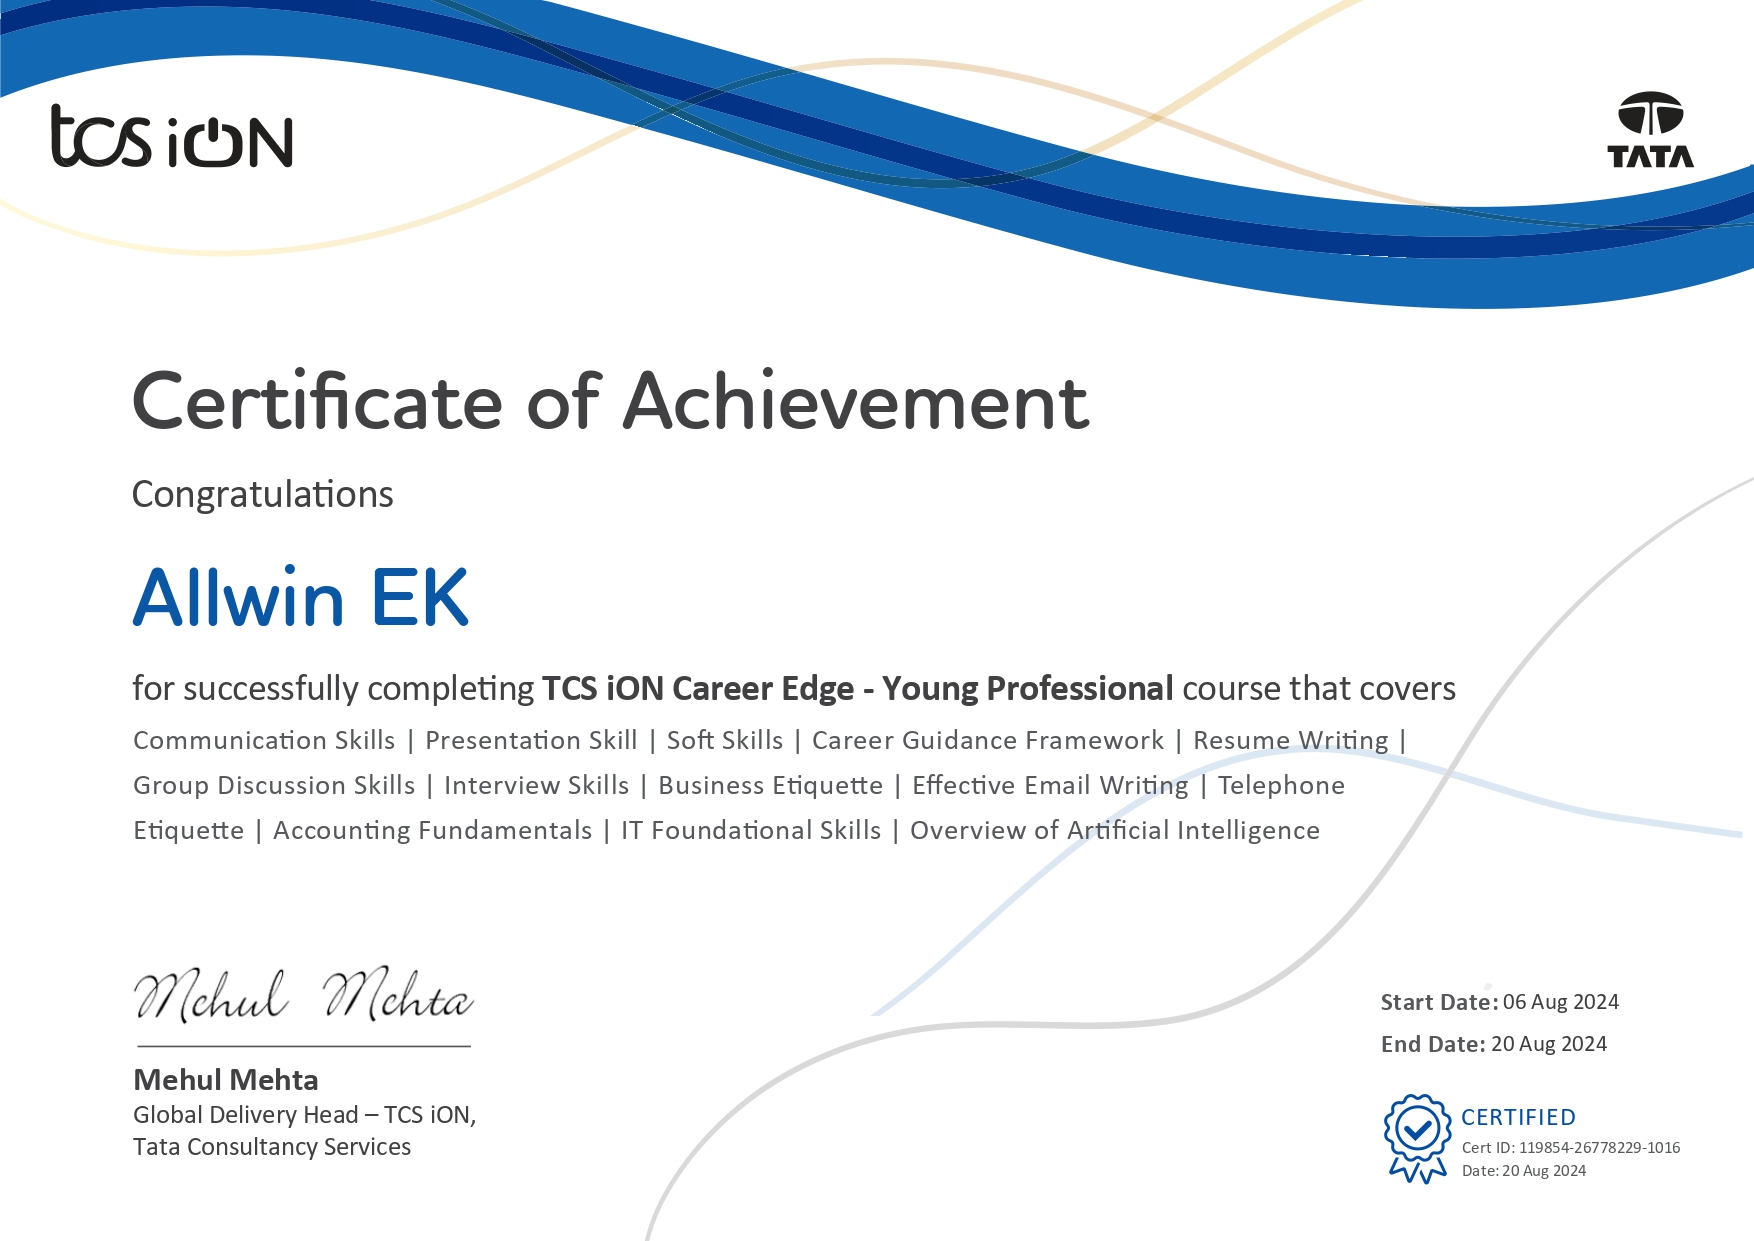 tcs iON
TATA
Certificate of Achievement
Congratulations
Allwin EK
for successfully completing TCS iON Career Edge - Young Professional course that covers
Communication Skills | Presentation Skill | Soft Skills | Career Guidance Framework | Resume Writing |
Group Discussion Skills | Interview Skills | Business Etiquette | Effective Email Writing | Telephone
Etiquette | Accounting Fundamentals | IT Foundational Skills | Overview of Artificial Intelligence
Mehul Mehta
Mehul Mehta
Global Delivery Head – TCS iON,
Tata Consultancy Services
Start Date: 06 Aug 2024
End Date: 20 Aug 2024
CERTIFIED
Cert ID: 119854-26778229-1016
Date: 20 Aug 2024